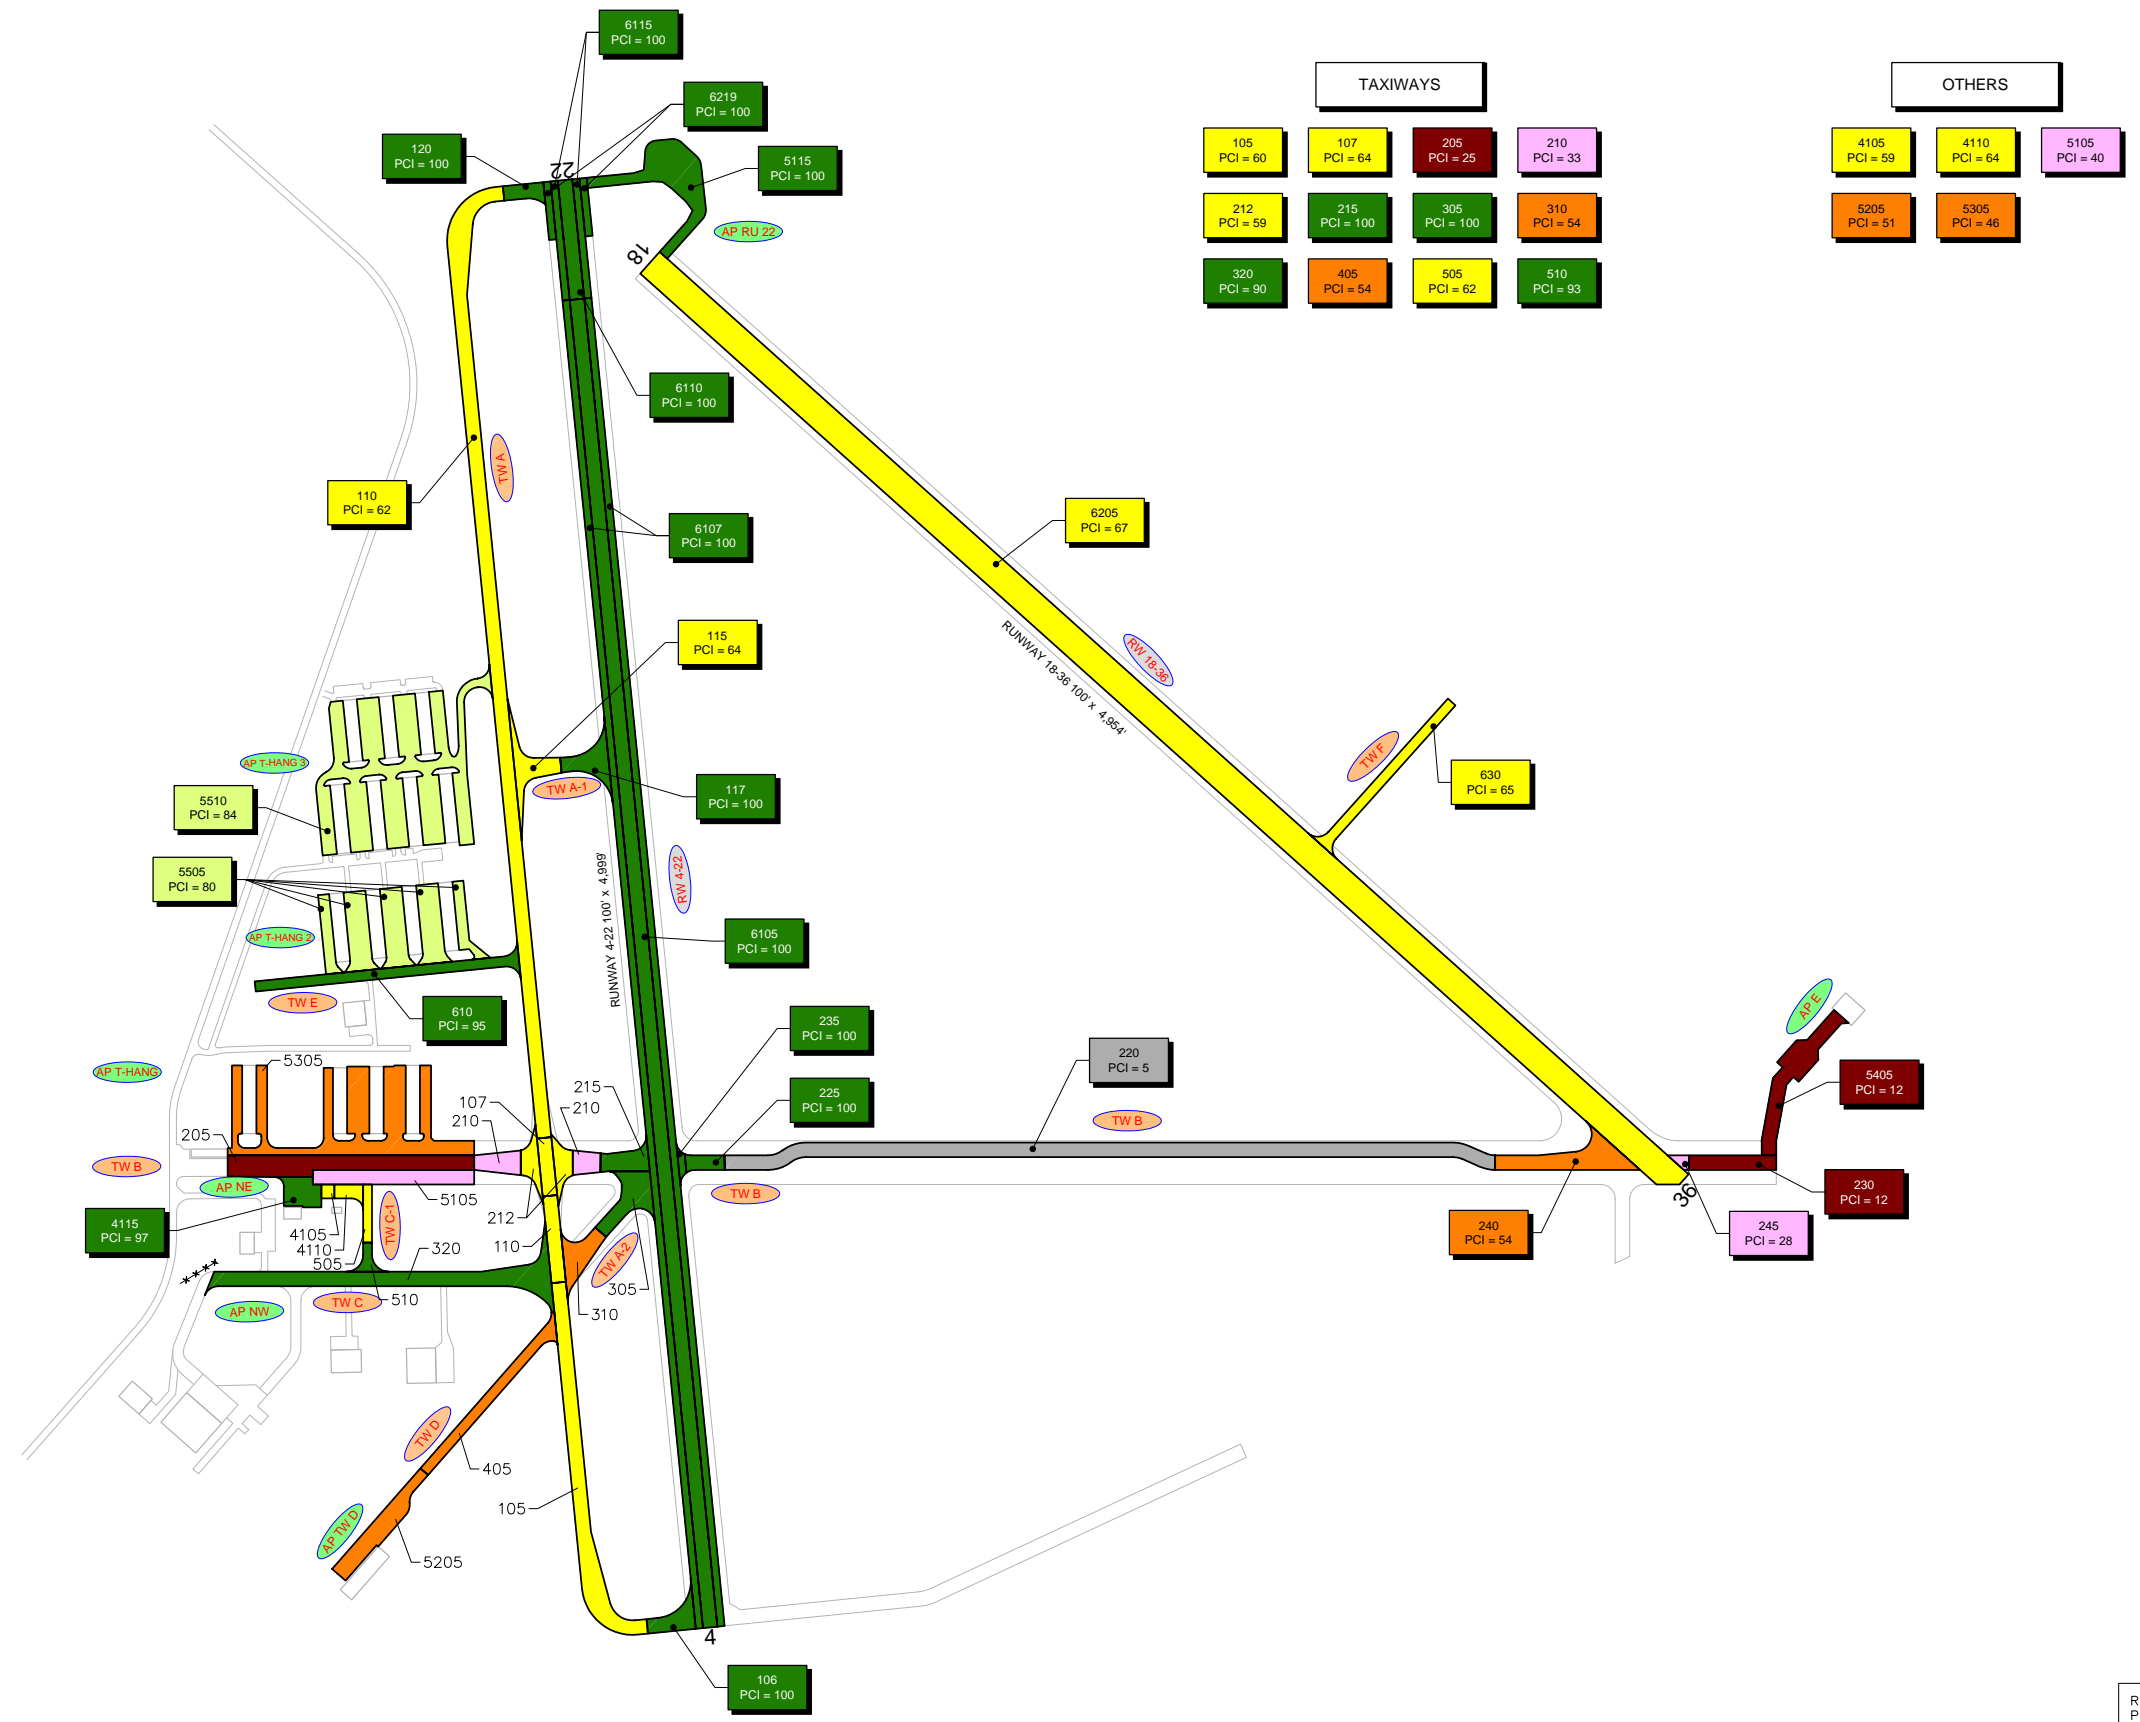 6115
PCI = 100
6219
PCI = 100
120
PCI = 100
22
5115
PCI = 100
AP RU 22
18
TAXIWAYS
105
PCI = 60
107
PCI = 64
205
PCI = 25
210
PCI = 33
212
PCI = 59
215
PCI = 100
305
PCI = 100
310
PCI = 54
320
PCI = 90
405
PCI = 54
505
PCI = 62
510
PCI = 93
OTHERS
4105
PCI = 59
4110
PCI = 64
5105
PCI = 40
5205
PCI = 51
5305
PCI = 46
6110
PCI = 100
TW A
110
PCI = 62
6107
PCI = 100
6205
PCI = 67
115
PCI = 64
RW 18-36
RUNWAY 18-36 100' x 4,954'
TW F
630
PCI = 65
AP T-HANG 3
TW A-1
117
PCI = 100
5510
PCI = 84
5505
PCI = 80
RW 4-22
RUNWAY 4-22 100' x 4,999'
AP T-HANG 2
6105
PCI = 100
TW E
610
PCI = 95
235
PCI = 100
220
PCI = 5
AP E
5305
AP T-HANG
215
107
210
210
225
PCI = 100
TW B
5405
PCI = 12
205
TW B
AP NE
5105
TW B
230
PCI = 12
36
4115
PCI = 97
4105
4110
505
TW C-1
212
110
320
240
PCI = 54
245
PCI = 28
TW A-2
305
AP NW
TW C
510
310
TW D
405
105
AP TW D
5205
4
106
PCI = 100
R
P